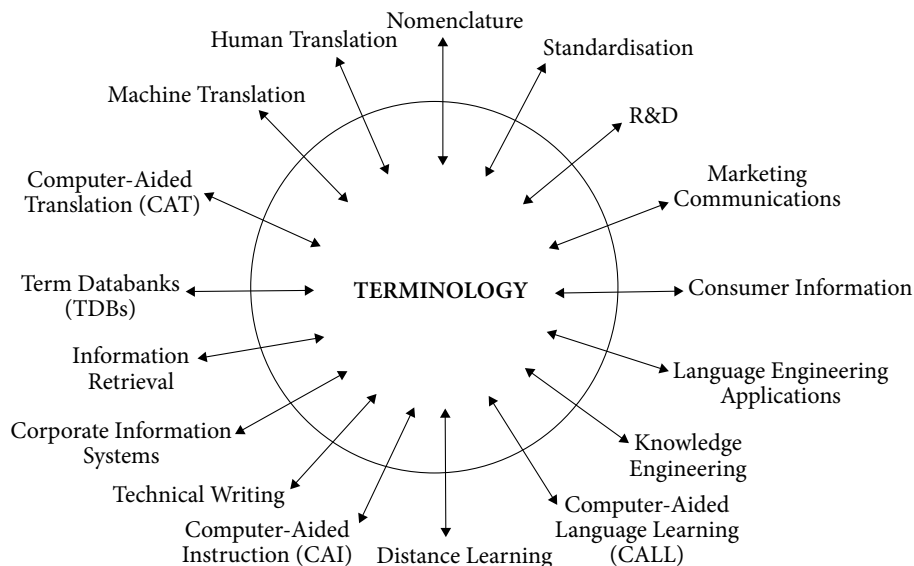 Nomenclature
Human Translation
Standardisation
Machine Translation
R&D
Marketing
Communications
Computer-Aided
Translation (CAT)
Term Databanks
(TDBs)
TERMINOLOGY
Consumer Information
Information
Retrieval
Language Engineering
Applications
Corporate Information
Systems
Knowledge
Engineering
Technical Writing
Computer-Aided
Language Learning
(CALL)
Computer-Aided
Instruction (CAI)
Distance Learning